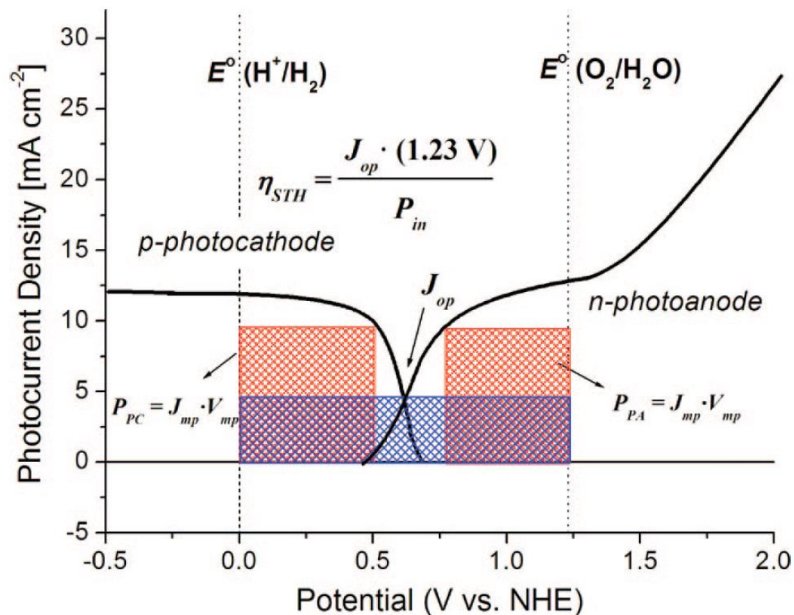 30
25
20
15
10
5
0
-5
-0.5
0.0
0.5
1.0
1.5
2.0
Photocurrent Density [mA cm⁻²]
Potential (V vs. NHE)
E° (H⁺/H₂)
E° (O₂/H₂O)
η_STH = J_op · (1.23 V) / P_in
p-photocathode
J_op
n-photoanode
P_PC = J_mp·V_mp
P_PA = J_mp·V_mp